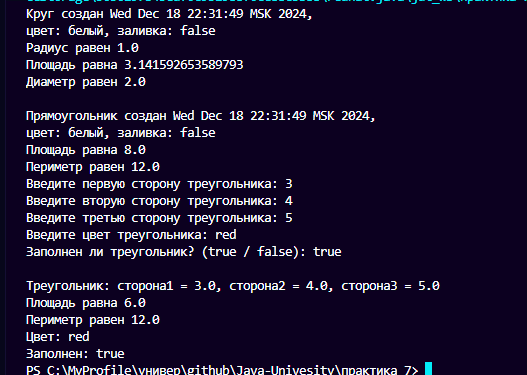 Круг создан Wed Dec 18 22:31:49 MSK 2024,
цвет: белый, заливка: false
Радиус равен 1.0
Площадь равна 3.141592653589793
Диаметр равен 2.0
Прямоугольник создан Wed Dec 18 22:31:49 MSK 2024,
цвет: белый, заливка: false
Площадь равна 8.0
Периметр равен 12.0
Введите первую сторону треугольника: 3
Введите вторую сторону треугольника: 4
Введите третью сторону треугольника: 5
Введите цвет треугольника: red
Заполнен ли треугольник? (true / false): true
Треугольник: сторона1 = 3.0, сторона2 = 4.0, сторона3 = 5.0
Площадь равна 6.0
Периметр равен 12.0
Цвет: red
Заполнен: true
PS C:\MyProfile\универ\github\Java-Univesity\практика 7>